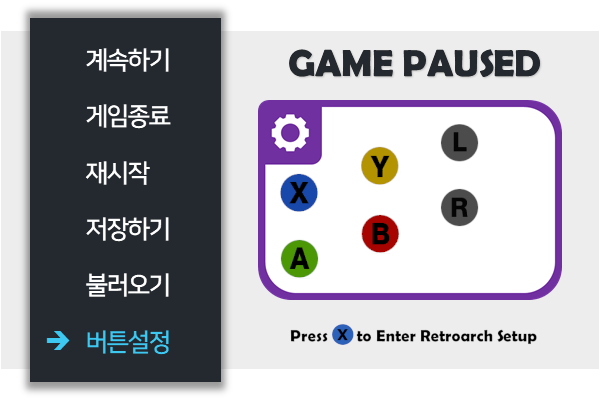 계속하기
게임종료
재시작
저장하기
불러오기
버튼설정
GAME PAUSED
X Y L
A B R
Press X to Enter Retroarch Setup